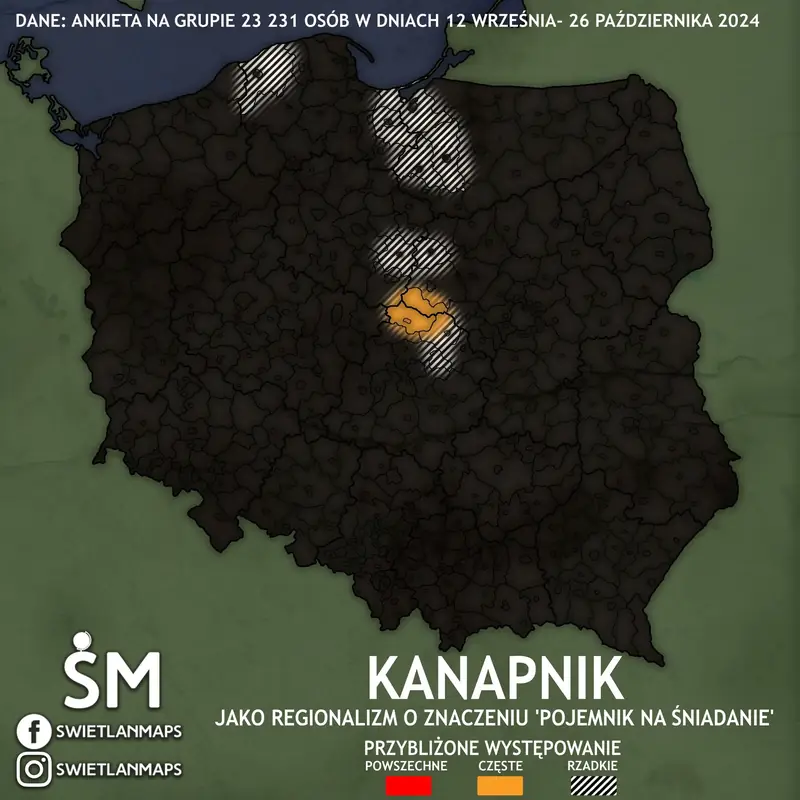 DANE: ANKIETA NA GRUPIE 23 231 OSÓB W DNIACH 12 WRZEŚNIA- 26 PAŹDZIERNIKA 2024
ŚM
SWIETLANMAPS
SWIETLANMAPS
KANAPNIK
JAKO REGIONALIZM O ZNACZENIU 'POJEMNIK NA ŚNIADANIE'
PRZYBLIŻONE WYSTĘPOWANIE
POWSZECHNE CZĘSTE RZADKIE